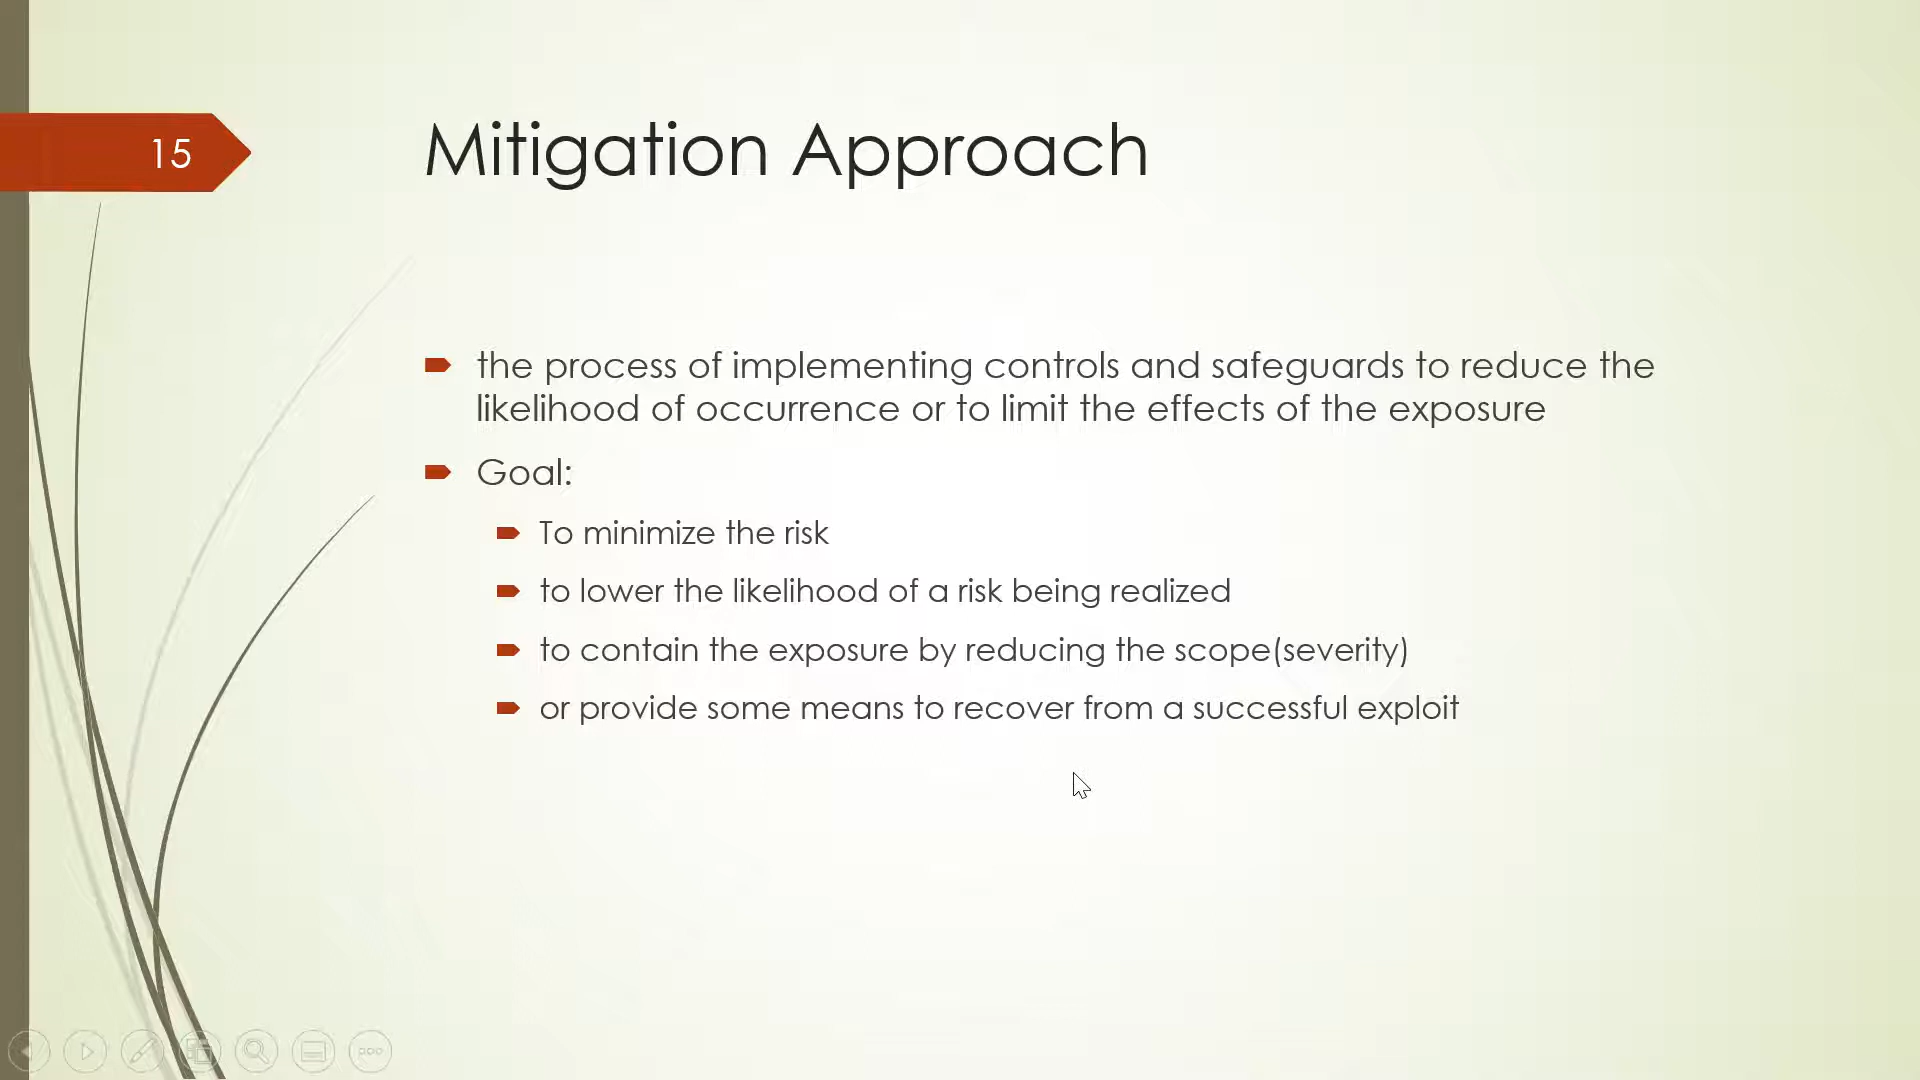 15
Mitigation Approach
the process of implementing controls and safeguards to reduce the
likelihood of occurrence or to limit the effects of the exposure
Goal:
To minimize the risk
to lower the likelihood of a risk being realized
to contain the exposure by reducing the scope(severity)
or provide some means to recover from a successful exploit